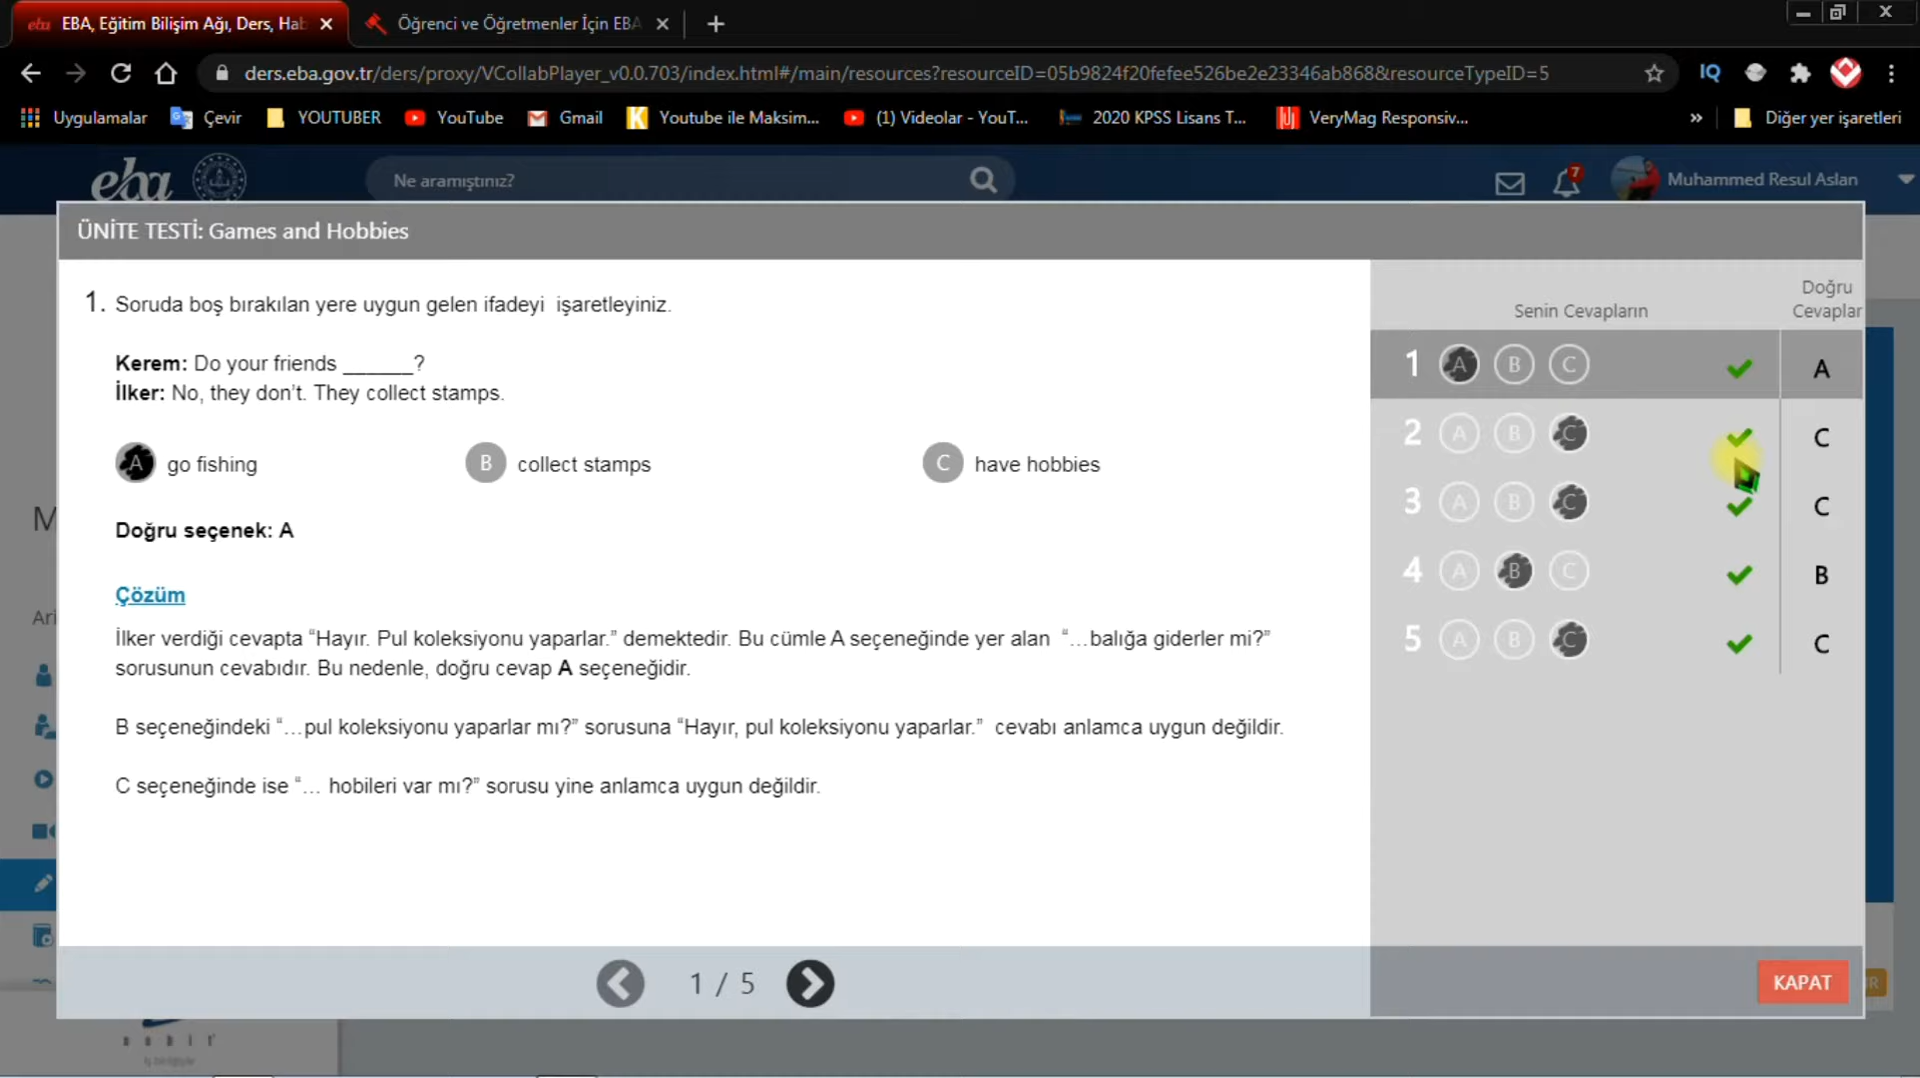 eba EBA, Eğitim Bilişim Ağı, Ders, Hab
Öğrenci ve Öğretmenler İçin EBA
ders.eba.gov.tr/ders/proxy/VCollabPlayer_v0.0.703/index.html#/main/resources?resourceID=05b9824f20fefee526be2e23346ab868&resourceTypeID=5
IQ
Uygulamalar Çevir YOUTUBER YouTube Gmail Youtube ile Maksim... (1) Videolar - YouT... 2020 KPSS Lisans T... VeryMag Responsiv... » Diğer yer işaretleri
eba
Ne aramıştınız?
7
Muhammed Resul Aslan
ÜNİTE TESTİ: Games and Hobbies
1. Soruda boş bırakılan yere uygun gelen ifadeyi işaretleyiniz.
Kerem: Do your friends ______?
İlker: No, they don't. They collect stamps.
A go fishing
B collect stamps
C have hobbies
Doğru seçenek: A
Çözüm
İlker verdiği cevapta “Hayır. Pul koleksiyonu yaparlar.” demektedir. Bu cümle A seçeneğinde yer alan “…balığa giderler mi?”
sorusunun cevabıdır. Bu nedenle, doğru cevap A seçeneğidir.
B seçeneğindeki “…pul koleksiyonu yaparlar mı?” sorusuna “Hayır, pul koleksiyonu yaparlar.” cevabı anlamca uygun değildir.
C seçeneğinde ise “… hobileri var mı?” sorusu yine anlamca uygun değildir.
Senin Cevapların
Doğru
Cevaplar
1 A B C A
2 A B C C
3 A B C C
4 A B C B
5 A B C C
M
Ari
1 / 5
KAPAT
R